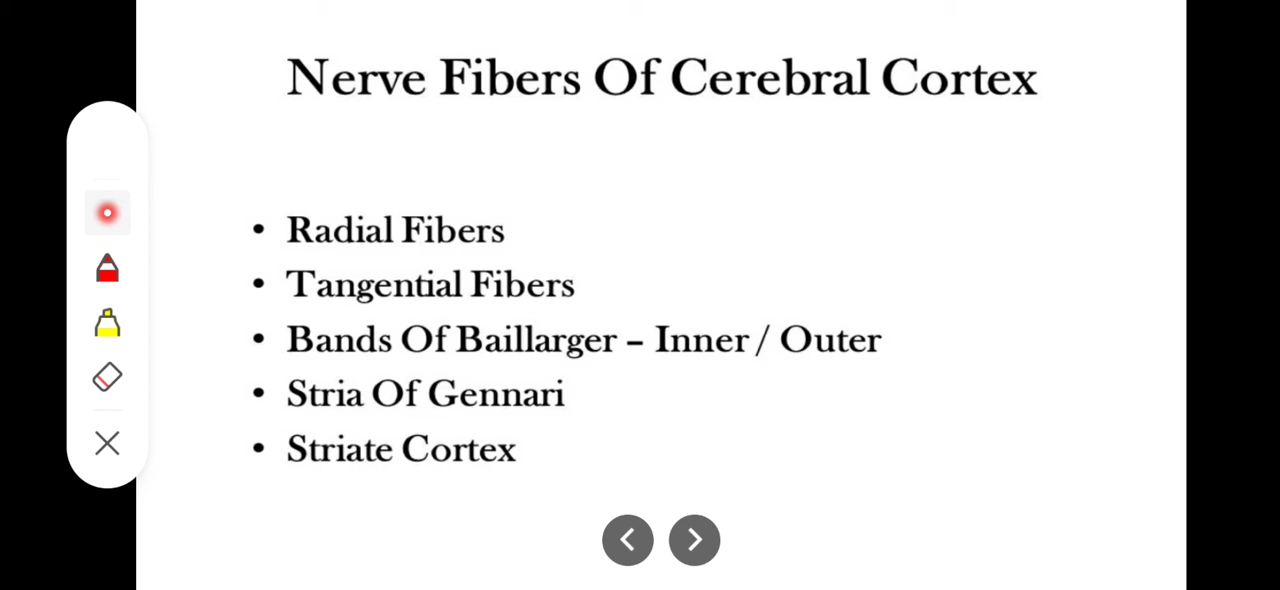 Nerve Fibers Of Cerebral Cortex
• Radial Fibers
• Tangential Fibers
• Bands Of Baillarger – Inner / Outer
• Stria Of Gennari
• Striate Cortex